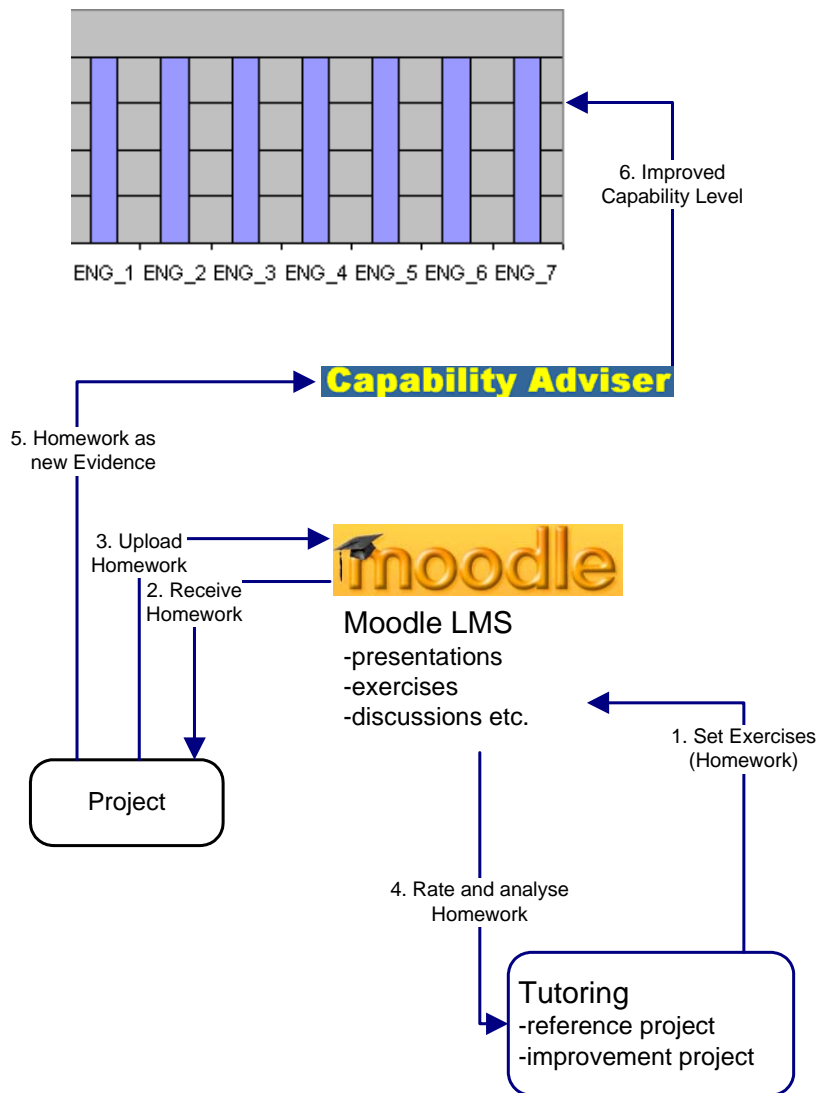 ENG_1 ENG_2 ENG_3 ENG_4 ENG_5 ENG_6 ENG_7
6. Improved
Capability Level
Capability Adviser
5. Homework as
new Evidence
3. Upload
Homework
2. Receive
Homework
moodle
Moodle LMS
-presentations
-exercises
-discussions etc.
1. Set Exercises
(Homework)
Project
4. Rate and analyse
Homework
Tutoring
-reference project
-improvement project